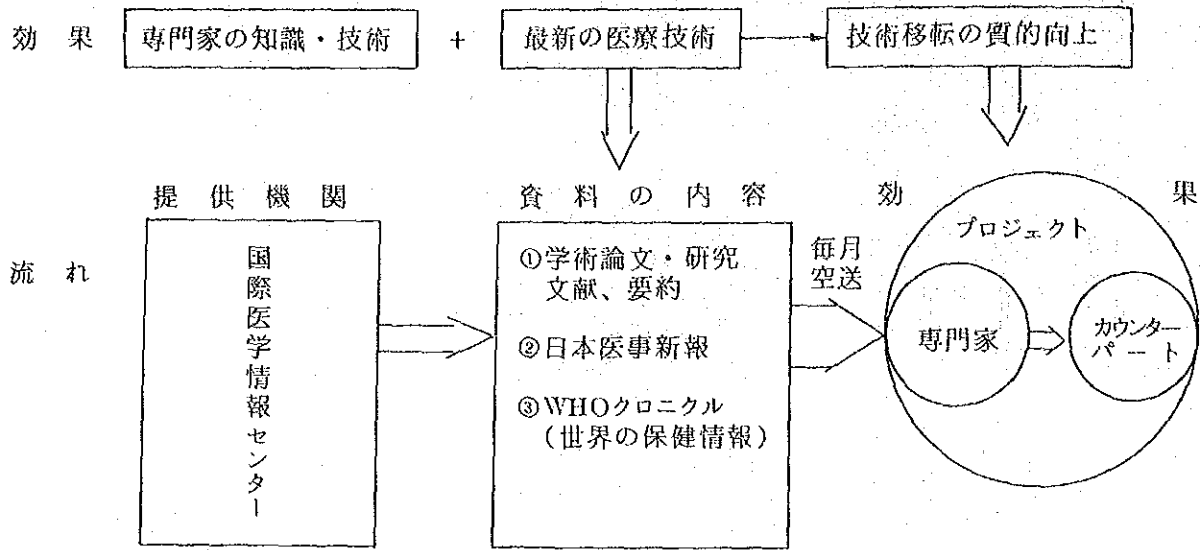 効果 専門家の知識・技術 + 最新の医療技術 技術移転の質的向上
提供機関 資料の内容 効果
流れ
国際医学情報センター
①学術論文・研究
文献、要約
②日本医事新報
③WHOクロニクル
(世界の保健情報)
毎月
空送
プロジェクト
専門家
カウンター
パート